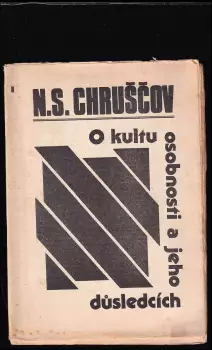 N.S. CHRUŠČOV
O kultu
osobnosti a jeho
důsledcích